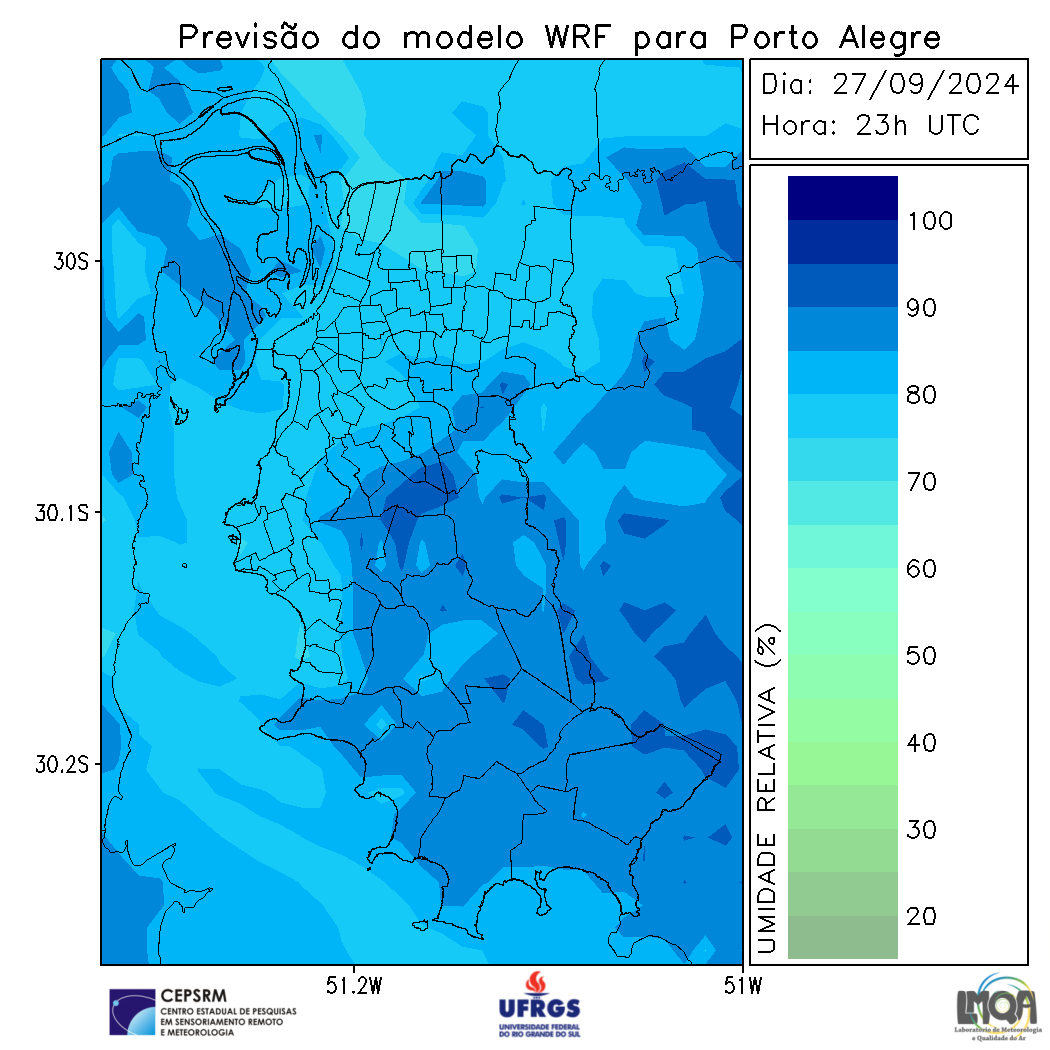 Previsão do modelo WRF para Porto Alegre
Dia: 27/09/2024
Hora: 23h UTC
30S
30.1S
30.2S
51.2W
51W
100
90
80
70
60
50
40
30
20
UMIDADE RELATIVA (%)
CEPSRM
CENTRO ESTADUAL DE PESQUISAS
EM SENSORIAMENTO REMOTO
E METEOROLOGIA
UFRGS
UNIVERSIDADE FEDERAL
DO RIO GRANDE DO SUL
LMQA
Laboratório de Meteorologia
e Qualidade do Ar